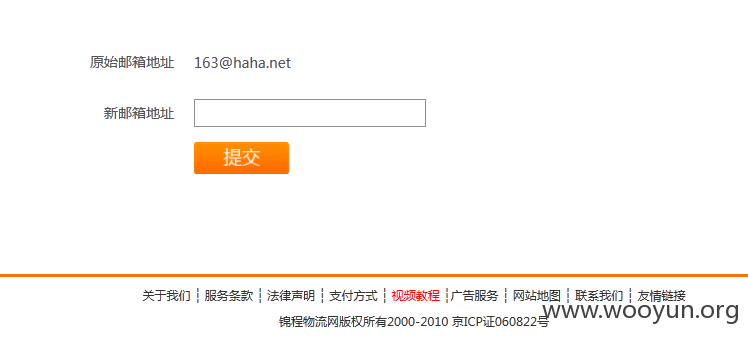 原始邮箱地址 163@haha.net
新邮箱地址
提交
关于我们 ┆ 服务条款 ┆ 法律声明 ┆ 支付方式 ┆ 视频教程 ┆ 广告服务 ┆ 网站地图 ┆ 联系我们 ┆ 友情链接
www.wooyun.org
锦程物流网版权所有2000-2010 京ICP证060822号